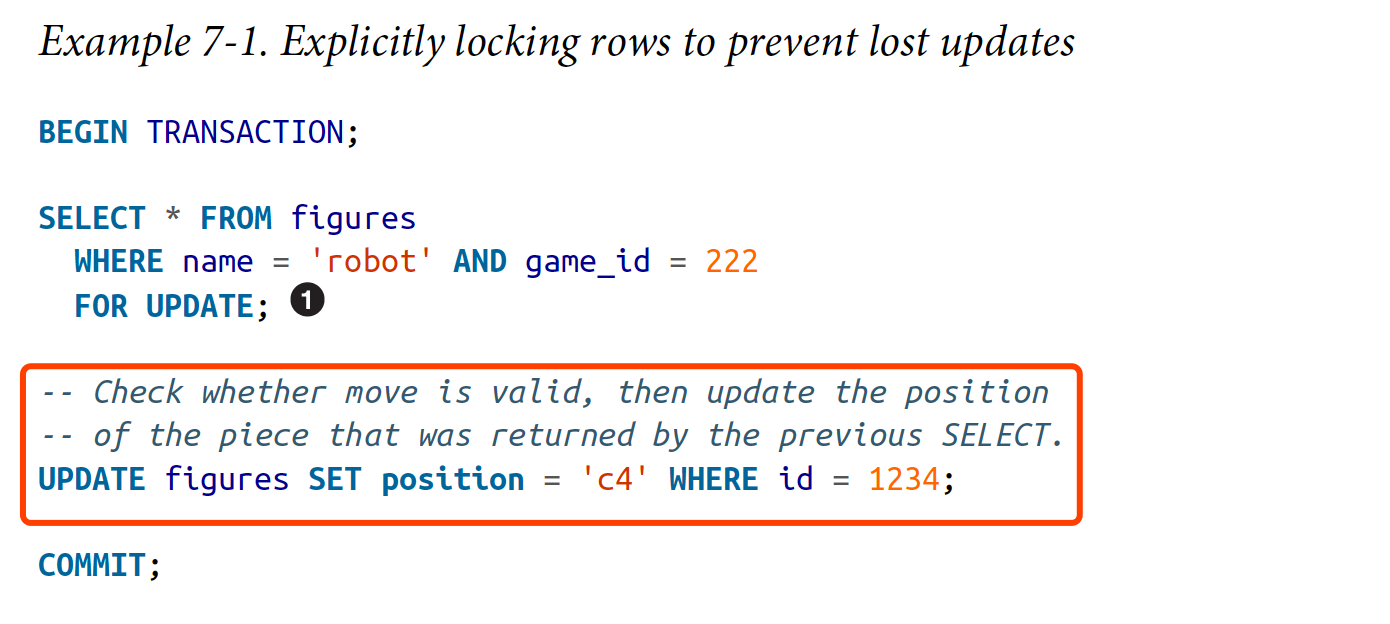 Example 7-1. Explicitly locking rows to prevent lost updates
BEGIN TRANSACTION;
SELECT * FROM figures
WHERE name = 'robot' AND game_id = 222
FOR UPDATE; ❶
-- Check whether move is valid, then update the position
-- of the piece that was returned by the previous SELECT.
UPDATE figures SET position = 'c4' WHERE id = 1234;
COMMIT;